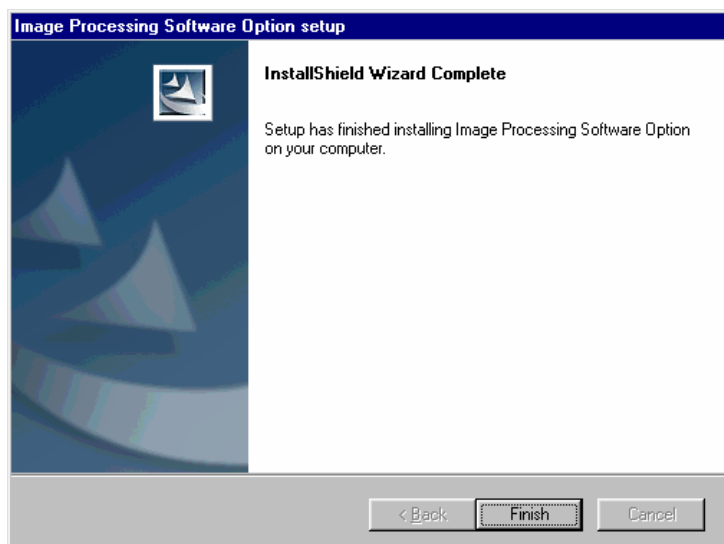 Image Processing Software Option setup
InstallShield Wizard Complete
Setup has finished installing Image Processing Software Option
on your computer.
< Back
Finish
Cancel